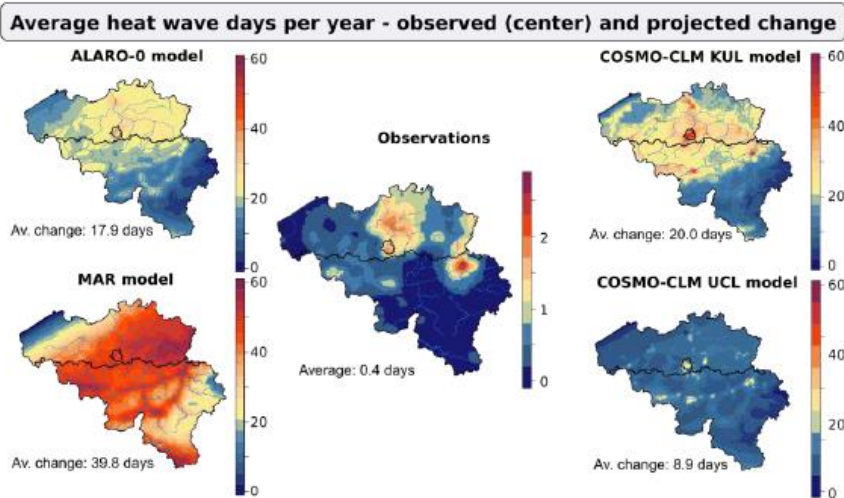 Average heat wave days per year - observed (center) and projected change
ALARO-0 model
60
40
20
0
Av. change: 17.9 days
COSMO-CLM KUL model
60
40
20
0
Av. change: 20.0 days
Observations
2
1
0
Average: 0.4 days
MAR model
60
40
20
0
Av. change: 39.8 days
COSMO-CLM UCL model
60
40
20
0
Av. change: 8.9 days